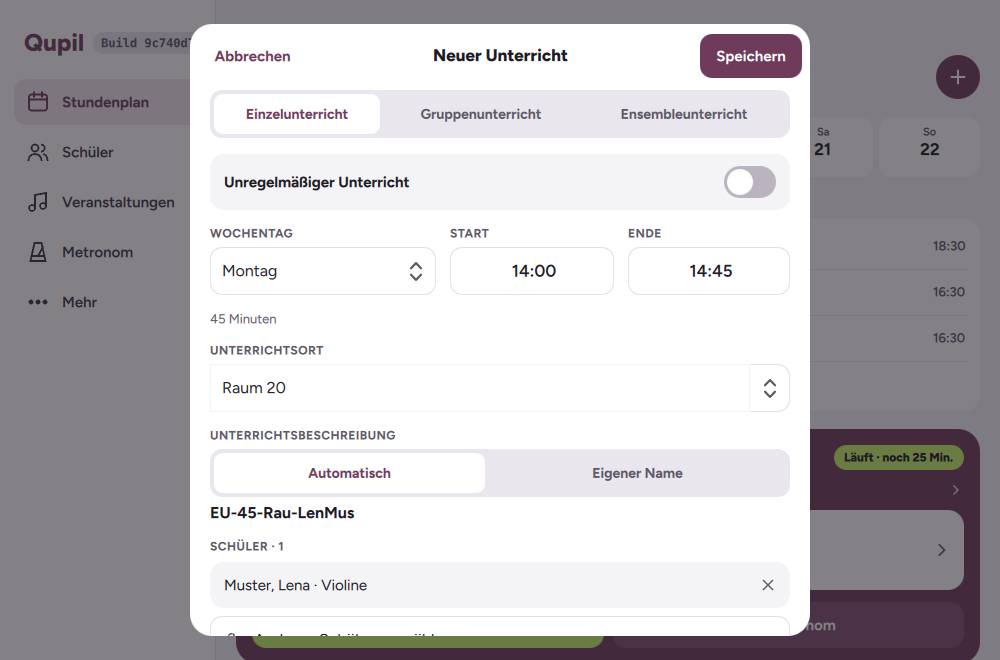 Qupil Build 9c740d
Abbrechen Neuer Unterricht Speichern
Stundenplan
Schüler
Veranstaltungen
Metronom
Mehr
Einzelunterricht Gruppenunterricht Ensembleunterricht
Sa So
21 22
Unregelmäßiger Unterricht
WOCHENTAG START ENDE
Montag 14:00 14:45
45 Minuten
UNTERRICHTSORT
Raum 20
UNTERRICHTSBESCHREIBUNG
Automatisch Eigener Name
EU-45-Rau-LenMus
SCHÜLER · 1
Muster, Lena · Violine
18:30
16:30
16:30
Läuft · noch 25 Min.
nom